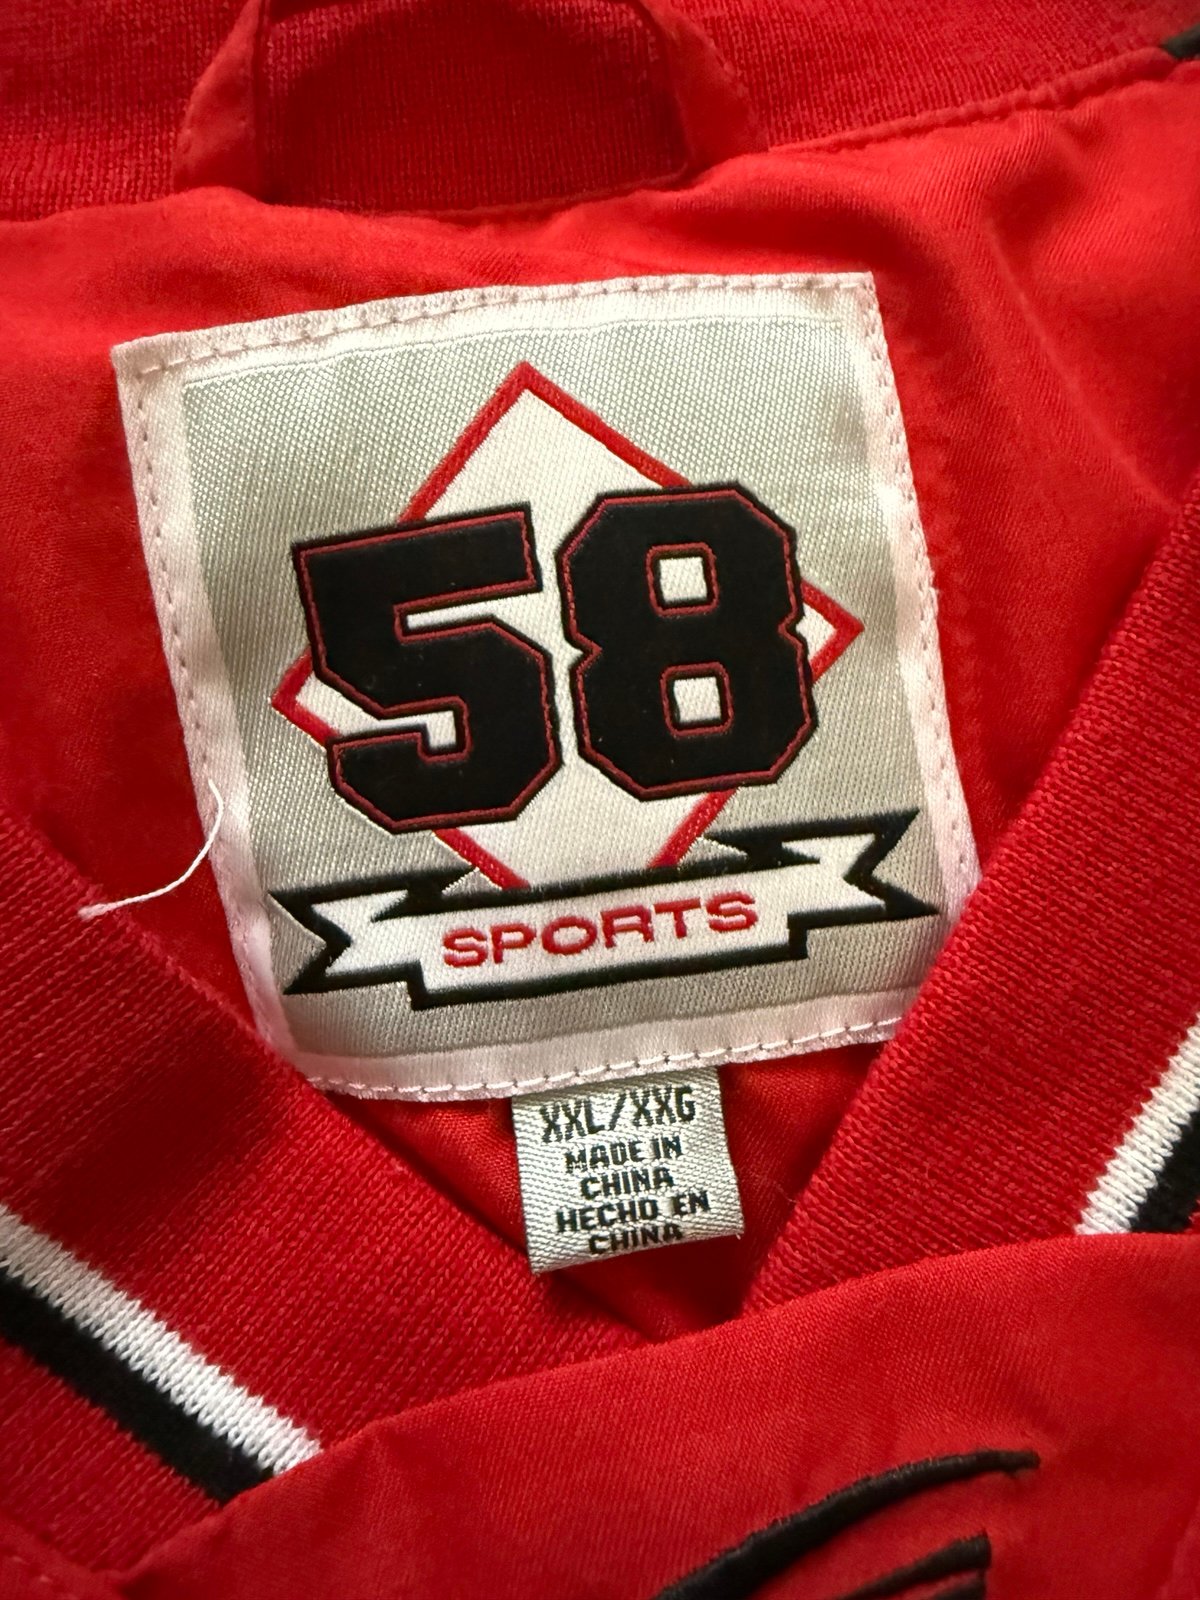 58
SPORTS
XXL/XXG
MADE IN
CHINA
HECHO EN
CHINA